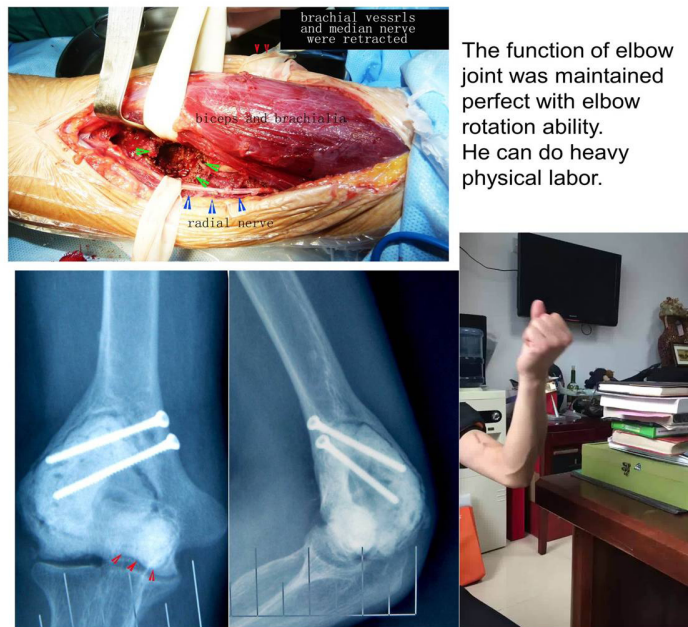 brachial vessrls
and median nerve
were retracted
The function of elbow
joint was maintained
perfect with elbow
rotation ability.
He can do heavy
physical labor.
biceps and brachialia
radial nerve